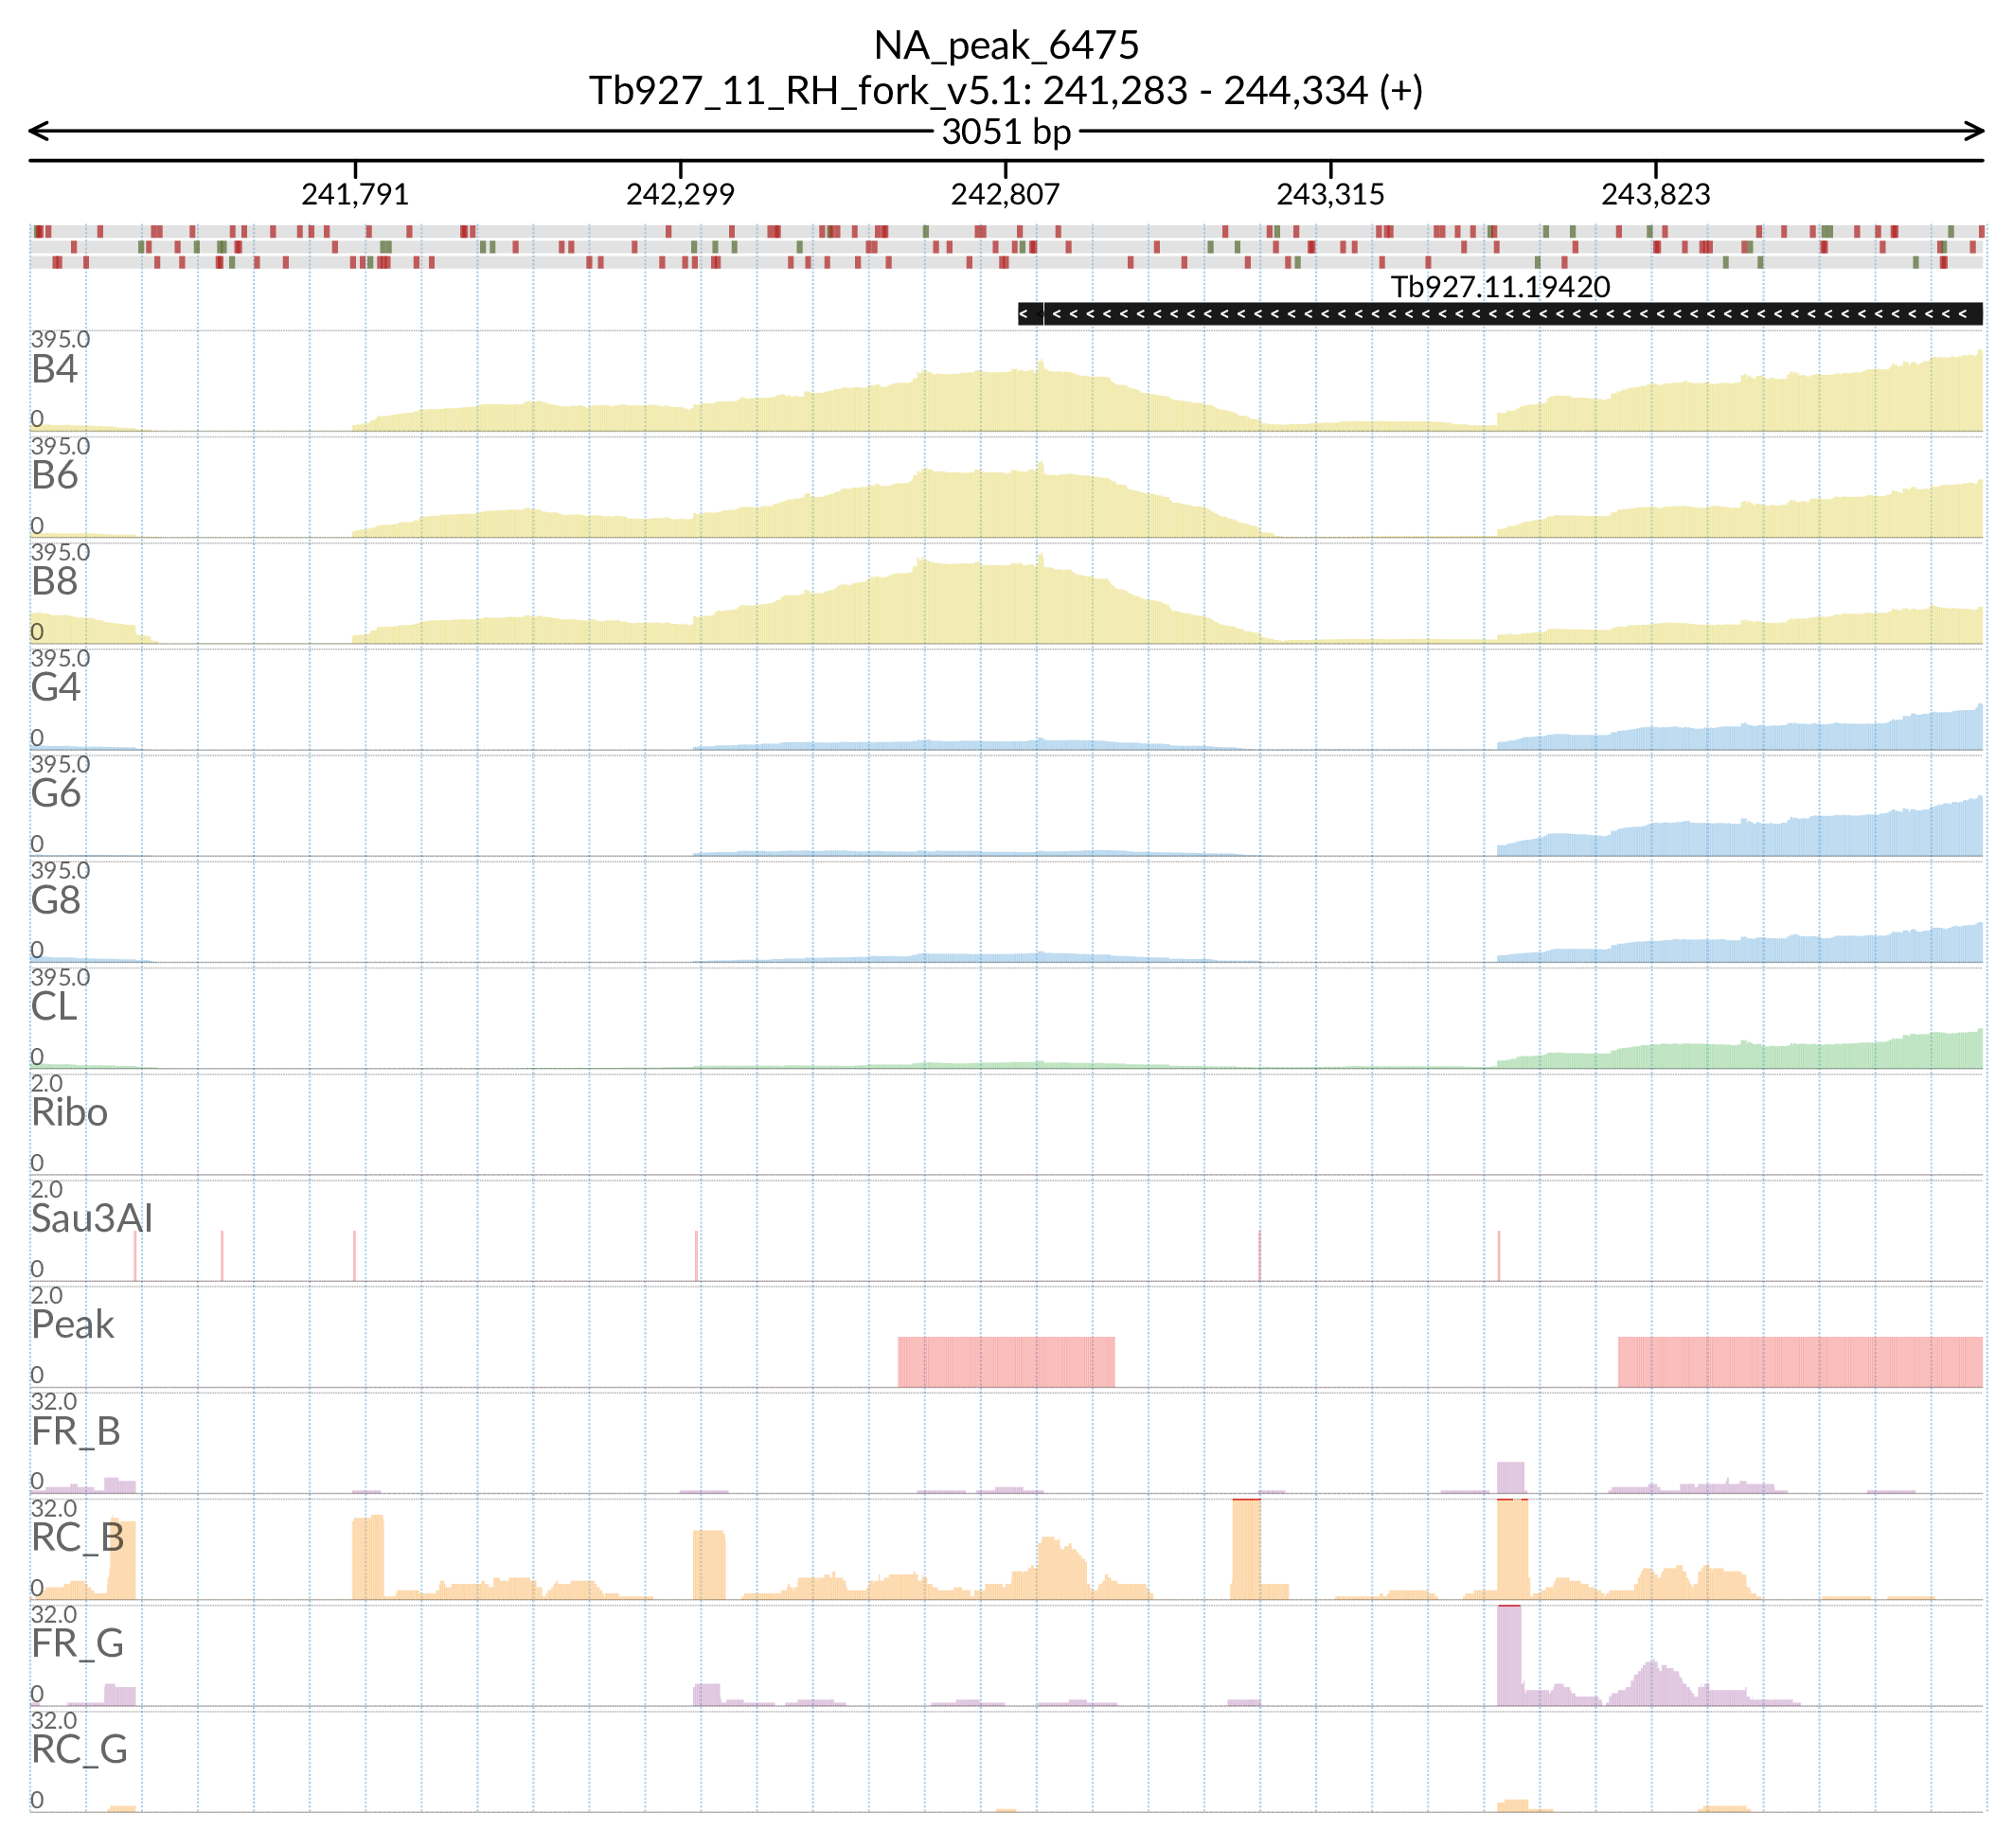 NA_peak_6475
Tb927_11_RH_fork_v5.1: 241,283 - 244,334 (+)
3051 bp
241,791 242,299 242,807 243,315 243,823
Tb927.11.19420
395.0
B4
0
395.0
B6
0
395.0
B8
0
395.0
G4
0
395.0
G6
0
395.0
G8
0
395.0
CL
0
2.0
Ribo
0
2.0
Sau3AI
0
2.0
Peak
0
32.0
FR_B
0
32.0
RC_B
0
32.0
FR_G
0
32.0
RC_G
0